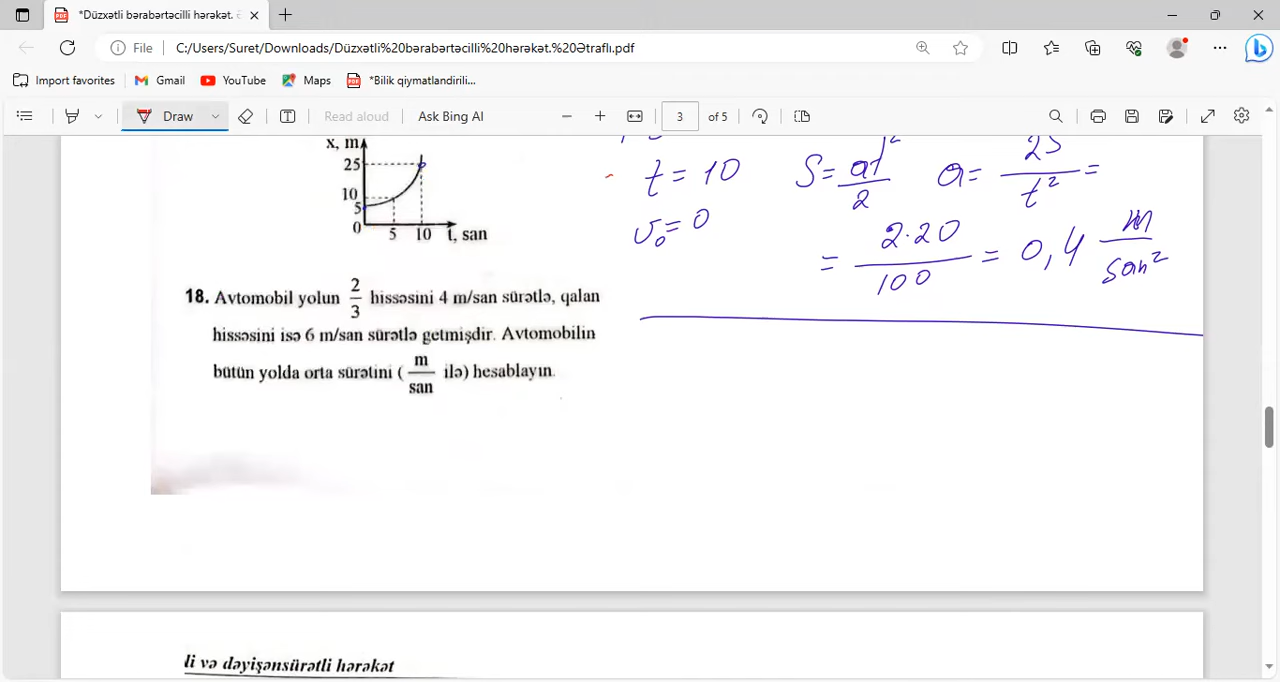 *Düzxətli bərabərtəcilli hərəkət.
File C:/Users/Suret/Downloads/Düzxətli%20bərabərtəcilli%20hərəkət.%20Ətraflı.pdf
Import favorites Gmail YouTube Maps *Bilik qiymatlandirili...
Draw Read aloud Ask Bing AI 3 of 5
x, m
25
10
5
0 5 10 t, san
t = 10 S = at²/2 a = 2S/t² =
v₀ = 0
= 2·20/100 = 0,4 m/san²
18. Avtomobil yolun 2/3 hissəsini 4 m/san sürətlə, qalan
hissəsini isə 6 m/san sürətlə getmişdir. Avtomobilin
bütün yolda orta sürətini ( m/san ilə) hesablayın.
li və dəyişənsürətli hərəkət